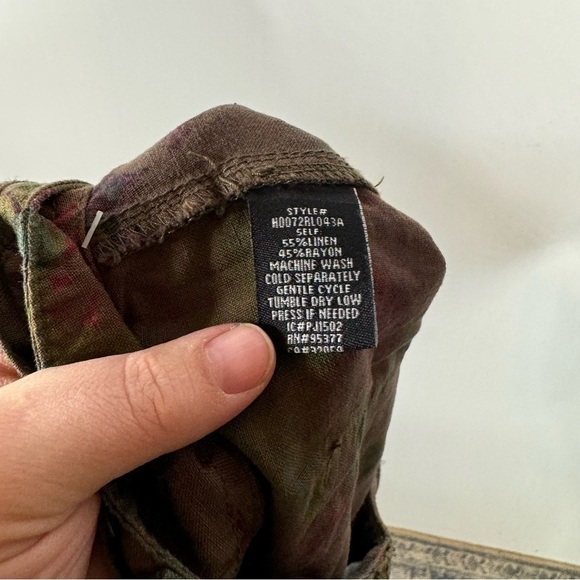 STYLE#
H0072RL043A
SELF
55%LINEN
45%RAYON
MACHINE WASH
COLD SEPARATELY
GENTLE CYCLE
TUMBLE DRY LOW
PRESS IF NEEDED
IC#PJ1502
RN#95377